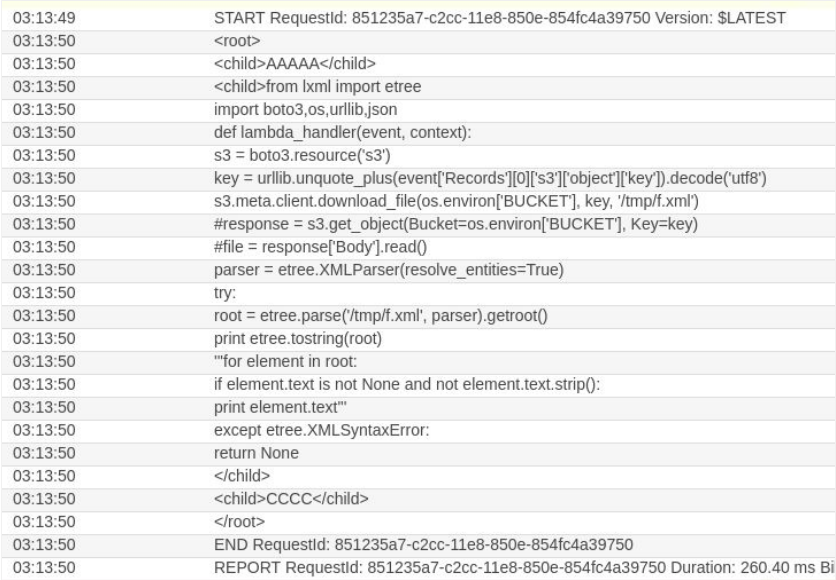 03:13:49 START RequestId: 851235a7-c2cc-11e8-850e-854fc4a39750 Version: $LATEST
03:13:50 <root>
03:13:50 <child>AAAAA</child>
03:13:50 <child>from lxml import etree
03:13:50 import boto3,os,urllib,json
03:13:50 def lambda_handler(event, context):
03:13:50 s3 = boto3.resource('s3')
03:13:50 key = urllib.unquote_plus(event['Records'][0]['s3']['object']['key']).decode('utf8')
03:13:50 s3.meta.client.download_file(os.environ['BUCKET'], key, '/tmp/f.xml')
03:13:50 #response = s3.get_object(Bucket=os.environ['BUCKET'], Key=key)
03:13:50 #file = response['Body'].read()
03:13:50 parser = etree.XMLParser(resolve_entities=True)
03:13:50 try:
03:13:50 root = etree.parse('/tmp/f.xml', parser).getroot()
03:13:50 print etree.tostring(root)
03:13:50 '''for element in root:
03:13:50 if element.text is not None and not element.text.strip():
03:13:50 print element.text'''
03:13:50 except etree.XMLSyntaxError:
03:13:50 return None
03:13:50 </child>
03:13:50 <child>CCCC</child>
03:13:50 </root>
03:13:50 END RequestId: 851235a7-c2cc-11e8-850e-854fc4a39750
03:13:50 REPORT RequestId: 851235a7-c2cc-11e8-850e-854fc4a39750 Duration: 260.40 ms Bi